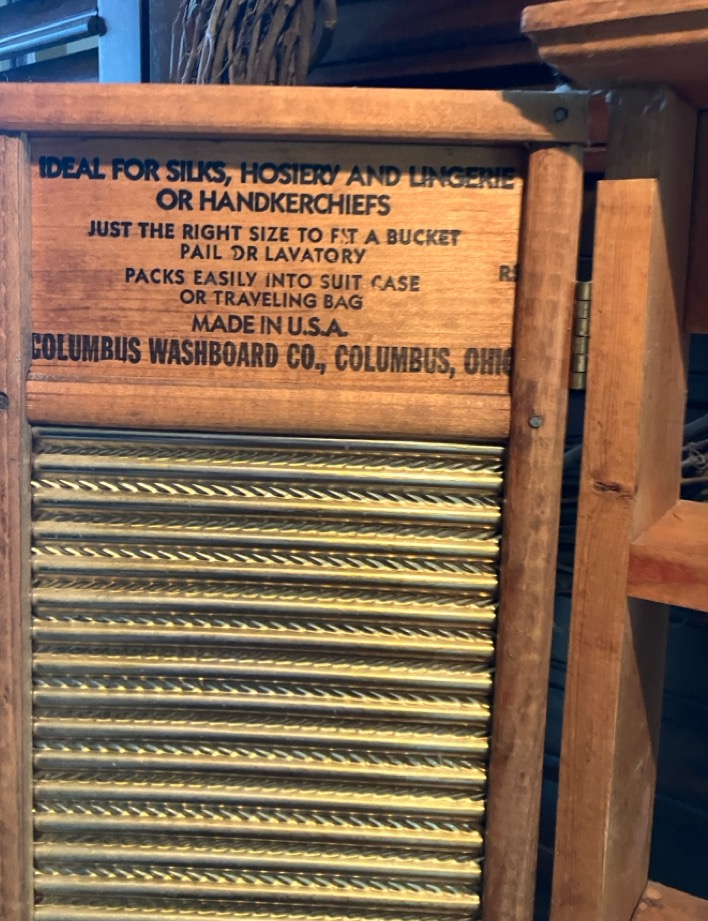 IDEAL FOR SILKS, HOSIERY AND LINGERIE
OR HANDKERCHIEFS
JUST THE RIGHT SIZE TO FIT A BUCKET
PAIL OR LAVATORY
PACKS EASILY INTO SUIT CASE
OR TRAVELING BAG
MADE IN U.S.A.
COLUMBUS WASHBOARD CO., COLUMBUS, OHIO